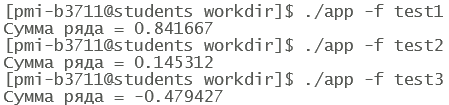 [pmi-b3711@students workdir]$ ./app -f test1
Сумма ряда = 0.841667
[pmi-b3711@students workdir]$ ./app -f test2
Сумма ряда = 0.145312
[pmi-b3711@students workdir]$ ./app -f test3
Сумма ряда = -0.479427